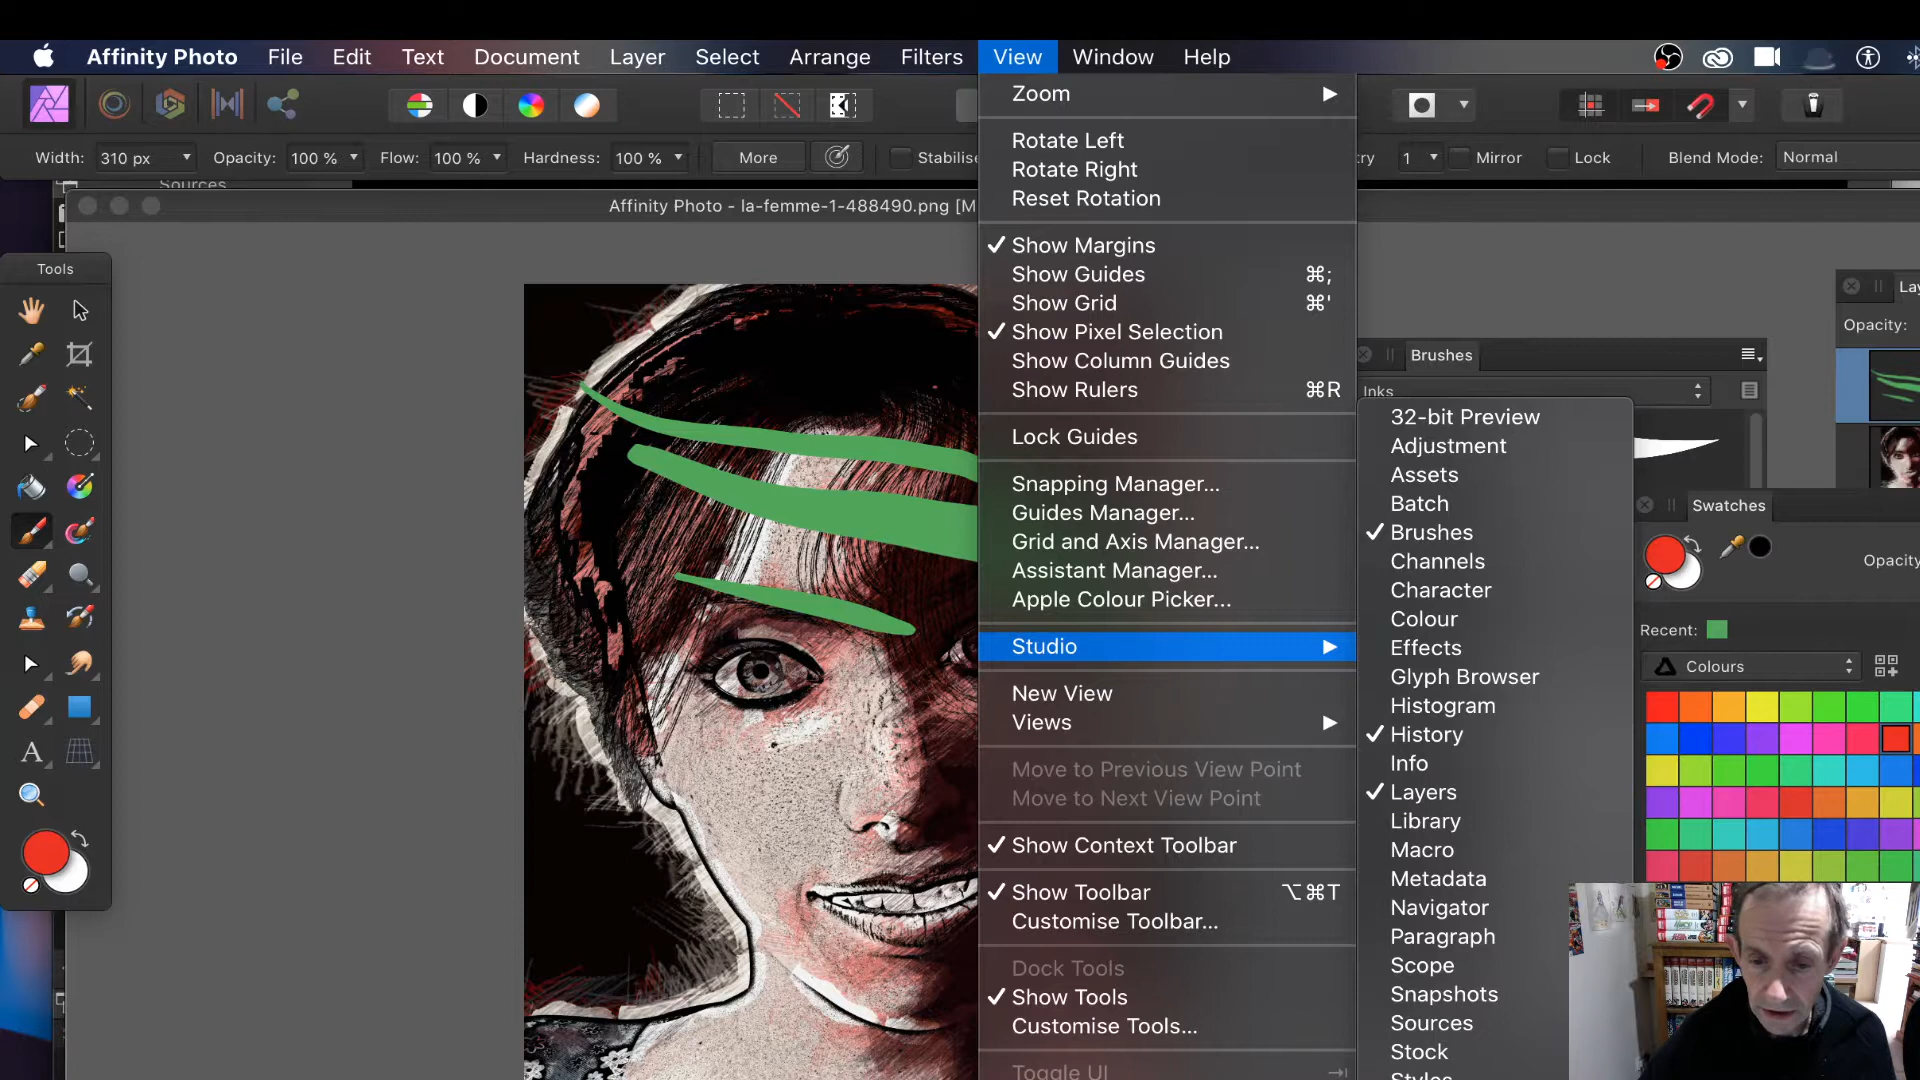 Affinity Photo File Edit Text Document Layer Select Arrange Filters View Window Help
Width: 310 px Opacity: 100 % Flow: 100 % Hardness: 100 % More Stabilise
ry 1 Mirror Lock Blend Mode: Normal
Sources
Affinity Photo - la-femme-1-488490.png [M
Tools
A
Zoom
Rotate Left
Rotate Right
Reset Rotation
Show Margins
Show Guides ⌘;
Show Grid ⌘'
Show Pixel Selection
Show Column Guides
Show Rulers ⌘R
Lock Guides
Snapping Manager...
Guides Manager...
Grid and Axis Manager...
Assistant Manager...
Apple Colour Picker...
Studio
New View
Views
Move to Previous View Point
Move to Next View Point
Show Context Toolbar
Show Toolbar ⌥⌘T
Customise Toolbar...
Dock Tools
Show Tools
Customise Tools...
Toggle UI
Brushes
Inks
32-bit Preview
Adjustment
Assets
Batch
Brushes
Channels
Character
Colour
Effects
Glyph Browser
Histogram
History
Info
Layers
Library
Macro
Metadata
Navigator
Paragraph
Scope
Snapshots
Sources
Stock
Styles
Lay
Opacity:
Swatches
Opacity
Recent:
Colours